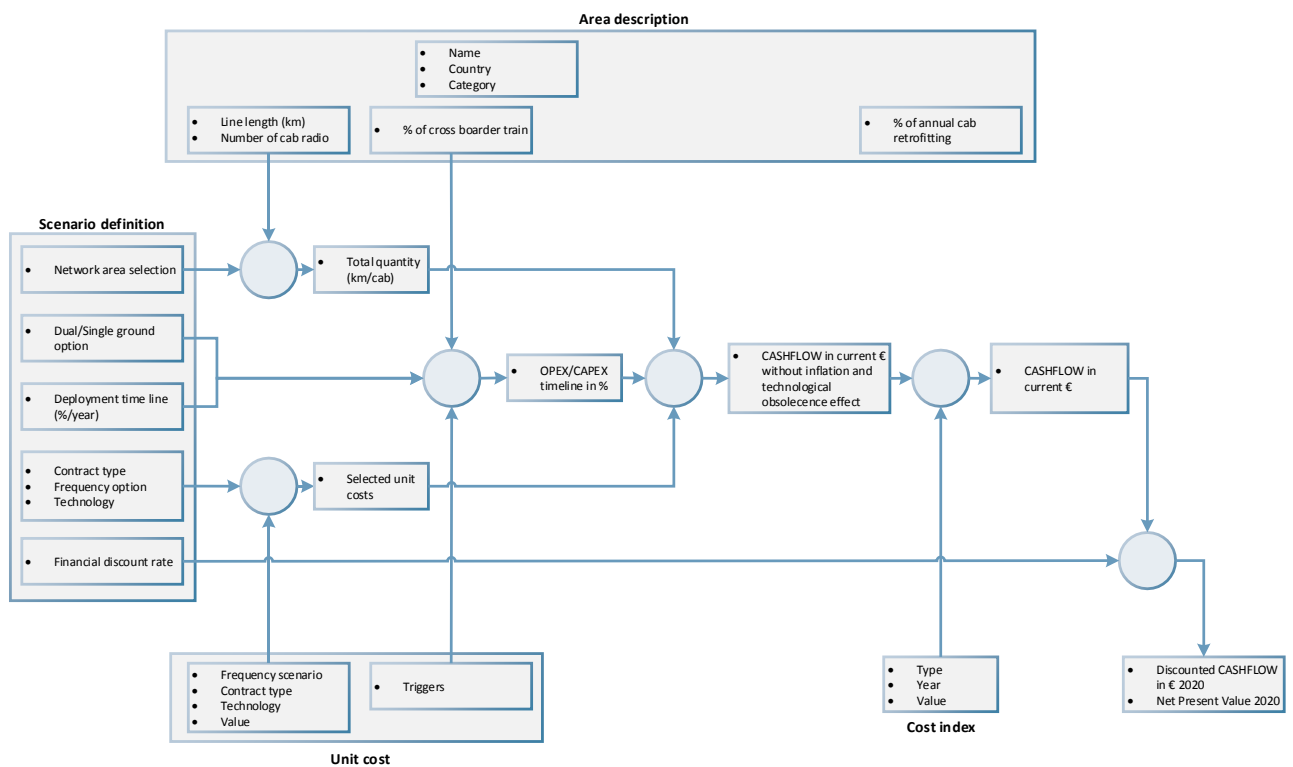 Area description
• Name
• Country
• Category
• Line length (km)
• Number of cab radio
• % of cross boarder train
• % of annual cab
retrofitting
Scenario definition
• Network area selection
• Total quantity
(km/cab)
• Dual/Single ground
option
• Deployment time line
(%/year)
• OPEX/CAPEX
timeline in %
• CASHFLOW in current €
without inflation and
technological
obsolecence effect
• CASHFLOW in
current €
• Contract type
• Frequency option
• Technology
• Selected unit
costs
• Financial discount rate
• Frequency scenario
• Contract type
• Technology
• Value
• Triggers
Unit cost
• Type
• Year
• Value
Cost index
• Discounted CASHFLOW
in € 2020
• Net Present Value 2020